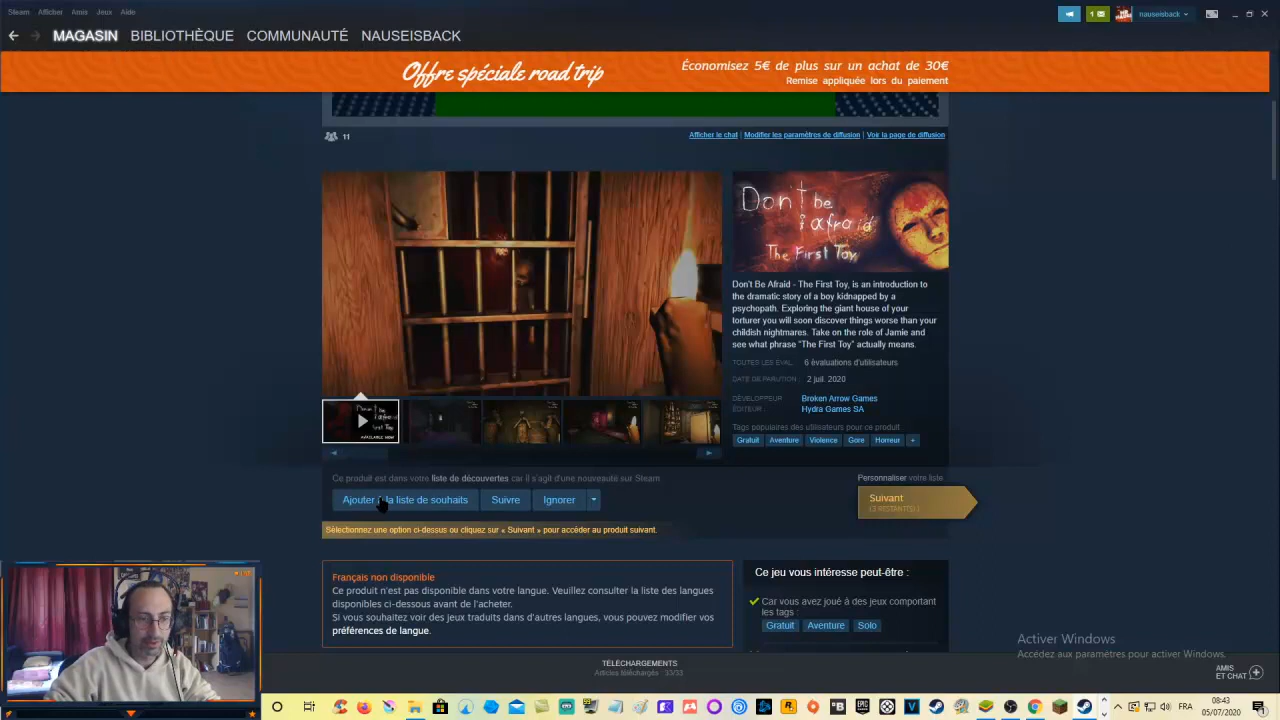 Steam Afficher Amis Jeux Aide
1
nauseisback
MAGASIN BIBLIOTHÈQUE COMMUNAUTÉ NAUSEISBACK
Offre spéciale road trip
Économisez 5€ de plus sur un achat de 30€
Remise appliquée lors du paiement
11
Afficher le chat | Modifier les paramètres de diffusion | Voir la page de diffusion
Don't be afraid
The First Toy
Don't Be Afraid - The First Toy, is an introduction
to the dramatic story of a boy kidnapped by a
psychopath. Exploring the giant house of your
torturer you will soon discover things worse than your
childish nightmares. Take on the role of Jamie and
see what phrase "The First Toy" actually means.
TOUTES LES ÉVAL. : 6 évaluations d'utilisateurs
DATE DE PARUTION : 2 juil. 2020
DÉVELOPPEUR : Broken Arrow Games
ÉDITEUR : Hydra Games SA
Tags populaires des utilisateurs pour ce produit :
Gratuit Aventure Violence Gore Horreur +
AVAILABLE NOW
Ce produit est dans votre liste de découvertes car il s'agit d'une nouveauté sur Steam
Ajouter à la liste de souhaits Suivre Ignorer
Personnaliser votre liste
Suivant
Sélectionnez une option ci-dessus ou cliquez sur « Suivant » pour accéder au produit suivant.
Français non disponible
Ce produit n'est pas disponible dans votre langue. Veuillez consulter la liste des langues
disponibles ci-dessous avant de l'acheter.
Si vous souhaitez voir des jeux traduits dans d'autres langues, vous pouvez modifier vos
préférences de langue.
Ce jeu vous intéresse peut-être :
Car vous avez joué à des jeux comportant
les tags :
Gratuit Aventure Solo
Activer Windows
Accédez aux paramètres pour activer Windows.
TÉLÉCHARGEMENTS
Articles téléchargés : 33/33
AMIS
ET CHAT
FRA
08:43
05/07/2020